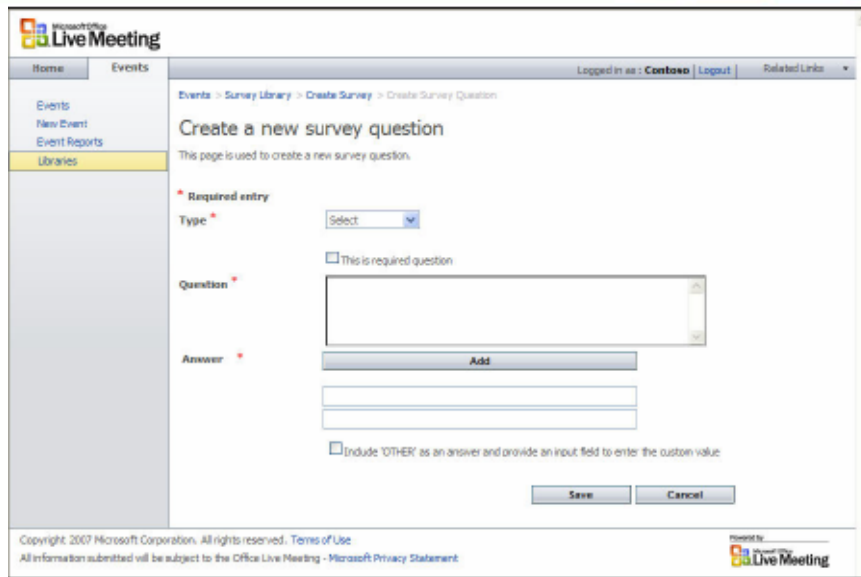 Microsoft Office
Live Meeting
Home Events Logged in as : Contoso | Logout | Related Links
Events
New Event
Event Reports
Libraries
Events > Survey Library > Create Survey > Create Survey Question
Create a new survey question
This page is used to create a new survey question.
* Required entry
Type * Select
This is required question
Question *
Answer * Add
Include 'OTHER' as an answer and provide an input field to enter the custom value
Save Cancel
Copyright 2007 Microsoft Corporation. All rights reserved. Terms of Use
All information submitted will be subject to the Office Live Meeting - Microsoft Privacy Statement
Powered by
Microsoft Office
Live Meeting